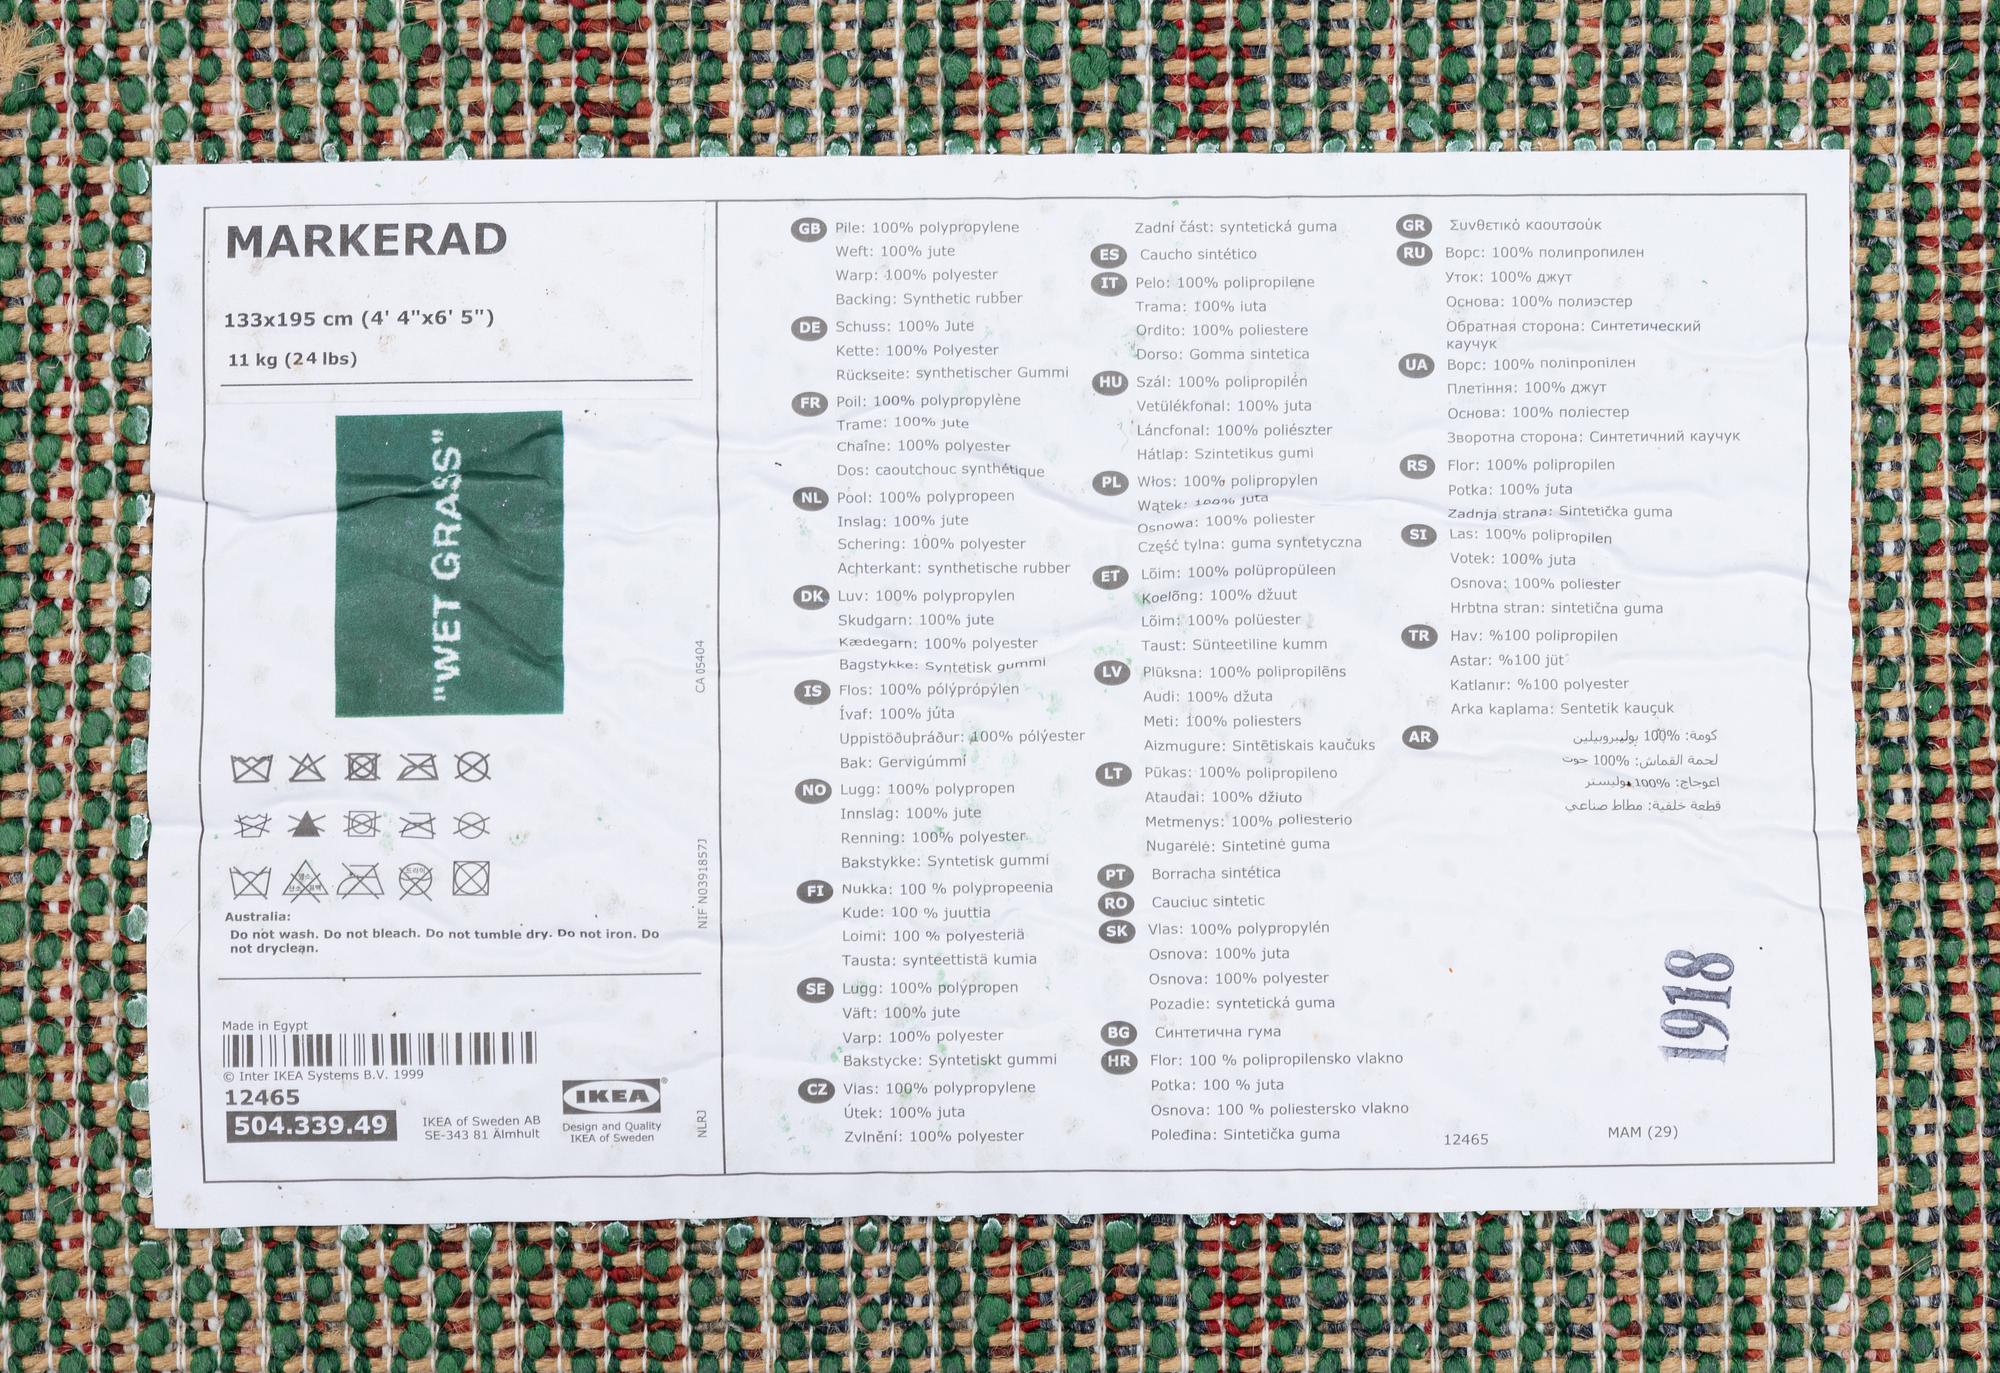 MARKERAD
133x195 cm (4' 4"x6' 5")
11 kg (24 lbs)
"WET GRASS"
Australia:
Do not wash. Do not bleach. Do not tumble dry. Do not iron. Do
not dryclean.
Made in Egypt
© Inter IKEA Systems B.V. 1999
12465
504.339.49
IKEA of Sweden AB
SE-343 81 Älmhult
IKEA
Design and Quality
IKEA of Sweden
CA 05404
NIF N0391857J
NLRJ
GB Pile: 100% polypropylene
Weft: 100% jute
Warp: 100% polyester
Backing: Synthetic rubber
DE Schuss: 100% Jute
Kette: 100% Polyester
Rückseite: synthetischer Gummi
FR Poil: 100% polypropylène
Trame: 100% jute
Chaîne: 100% polyester
Dos: caoutchouc synthétique
NL Pool: 100% polypropeen
Inslag: 100% jute
Schering: 100% polyester
Achterkant: synthetische rubber
DK Luv: 100% polypropylen
Skudgarn: 100% jute
Kædegarn: 100% polyester
Bagstykke: Syntetisk gummi
IS Flos: 100% pólýprópýlen
Ívaf: 100% júta
Uppistöðuþráður: 100% pólýester
Bak: Gervigúmmí
NO Lugg: 100% polypropen
Innslag: 100% jute
Renning: 100% polyester
Bakstykke: Syntetisk gummi
FI Nukka: 100 % polypropeenia
Kude: 100 % juuttia
Loimi: 100 % polyesteriä
Tausta: synteettistä kumia
SE Lugg: 100% polypropen
Väft: 100% jute
Varp: 100% polyester
Bakstycke: Syntetiskt gummi
CZ Vlas: 100% polypropylene
Útek: 100% juta
Zvlnění: 100% polyester
Zadní část: syntetická guma
ES Caucho sintético
IT Pelo: 100% polipropilene
Trama: 100% iuta
Ordito: 100% poliestere
Dorso: Gomma sintetica
HU Szál: 100% polipropilén
Vetülékfonal: 100% juta
Láncfonal: 100% poliészter
Hátlap: Szintetikus gumi
PL Włos: 100% polipropylen
Wątek: 100% juta
Osnowa: 100% poliester
Część tylna: guma syntetyczna
ET Lõim: 100% polüpropüleen
Koelõng: 100% džuut
Lõim: 100% polüester
Taust: Sünteetiline kumm
LV Plūksna: 100% polipropilēns
Audi: 100% džuta
Meti: 100% poliesters
Aizmugure: Sintētiskais kaučuks
LT Pūkas: 100% polipropileno
Ataudai: 100% džiuto
Metmenys: 100% poliesterio
Nugarėlė: Sintetinė guma
PT Borracha sintética
RO Cauciuc sintetic
SK Vlas: 100% polypropylén
Osnova: 100% juta
Osnova: 100% polyester
Pozadie: syntetická guma
BG Синтетична гума
HR Flor: 100 % polipropilensko vlakno
Potka: 100 % juta
Osnova: 100 % poliestersko vlakno
Poleđina: Sintetička guma
GR Συνθετικό καουτσούκ
RU Ворс: 100% полипропилен
Уток: 100% джут
Основа: 100% полиэстер
Обратная сторона: Синтетический
каучук
UA Ворс: 100% поліпропілен
Плетіння: 100% джут
Основа: 100% поліестер
Зворотна сторона: Синтетичний каучук
RS Flor: 100% polipropilen
Potka: 100% juta
Zadnja strana: Sintetička guma
SI Las: 100% polipropilen
Votek: 100% juta
Osnova: 100% poliester
Hrbtna stran: sintetična guma
TR Hav: %100 polipropilen
Astar: %100 jüt
Katlanır: %100 polyester
Arka kaplama: Sentetik kauçuk
AR كومة: 100% بوليبروبيلين
لحمة القماش: 100% جوت
اعوجاج: 100% بوليستر
قطعة خلفية: مطاط صناعي
1918
12465
MAM (29)